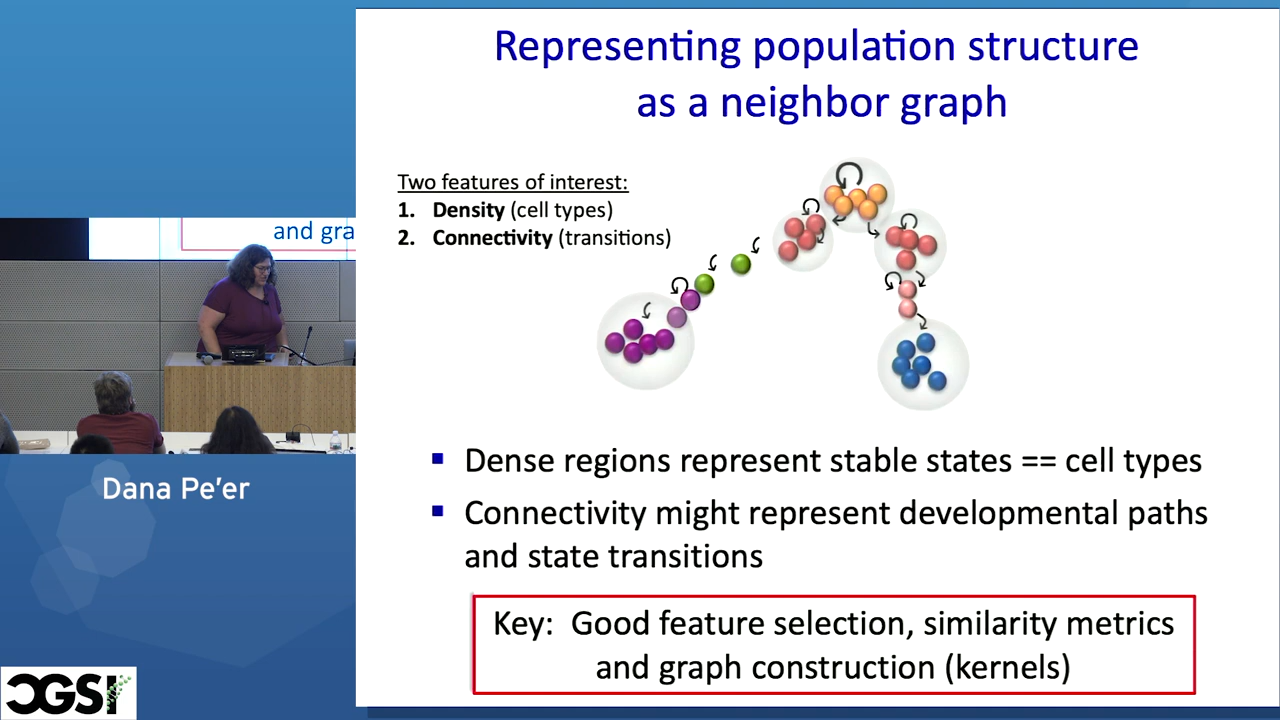 Representing population structure
as a neighbor graph
Two features of interest:
1. Density (cell types)
2. Connectivity (transitions)
and gra
Dana Pe'er
▪ Dense regions represent stable states == cell types
▪ Connectivity might represent developmental paths
and state transitions
Key: Good feature selection, similarity metrics
and graph construction (kernels)
CGSI